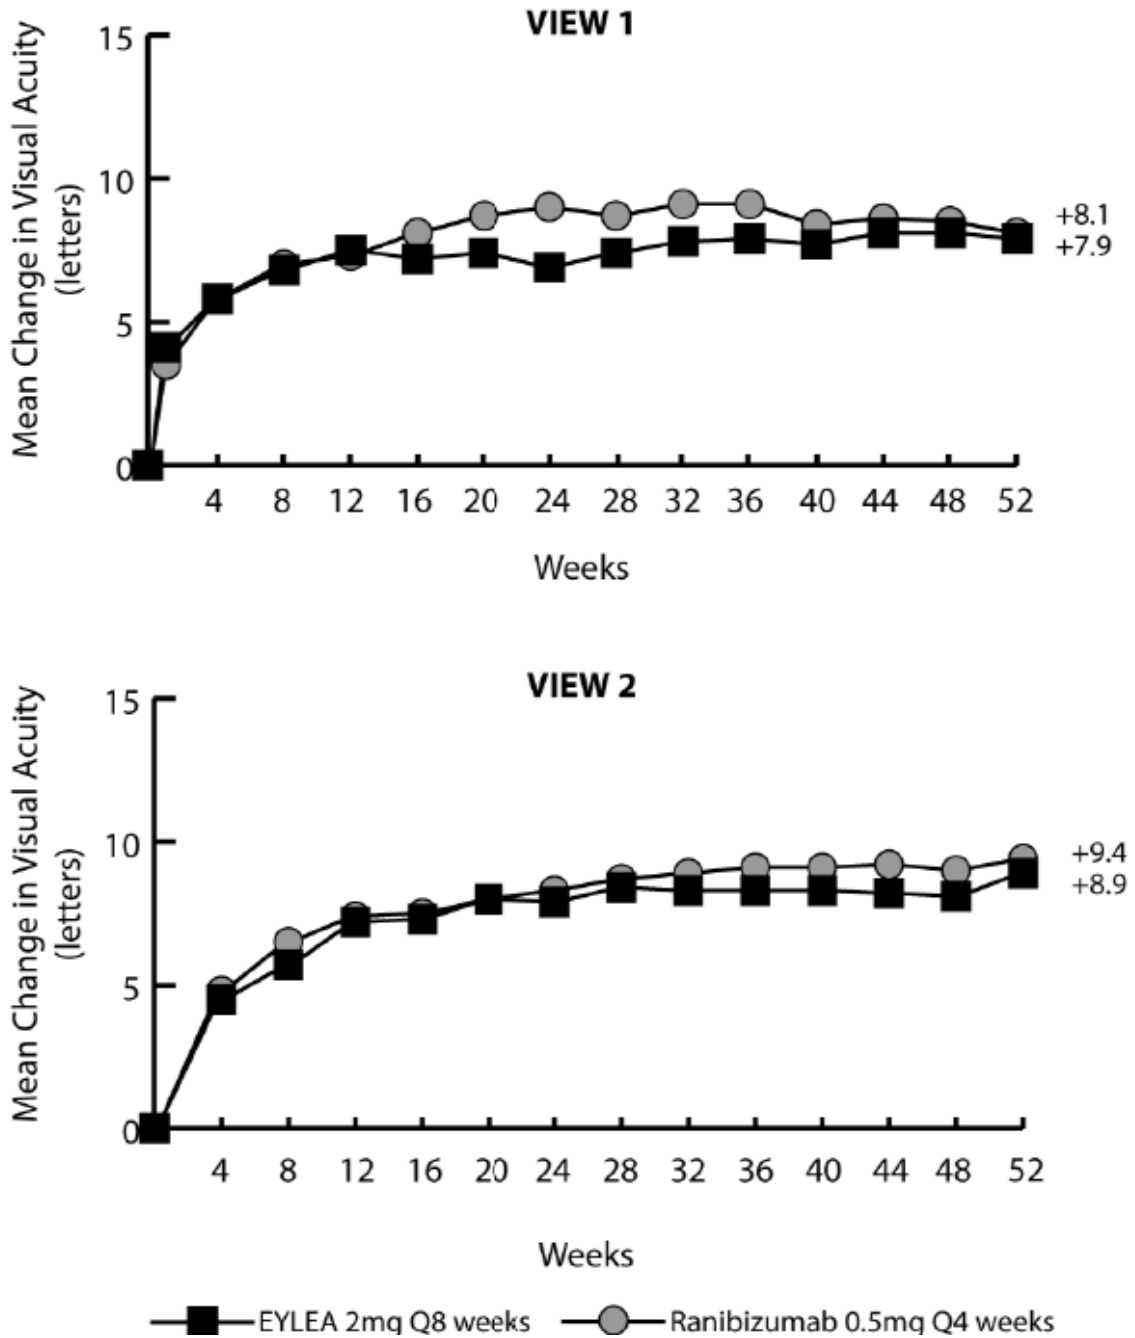 VIEW 1
Mean Change in Visual Acuity
(letters)
15
10
5
0
+8.1
+7.9
4 8 12 16 20 24 28 32 36 40 44 48 52
Weeks
VIEW 2
Mean Change in Visual Acuity
(letters)
15
10
5
0
+9.4
+8.9
4 8 12 16 20 24 28 32 36 40 44 48 52
Weeks
EYLEA 2mg Q8 weeks Ranibizumab 0.5mg Q4 weeks